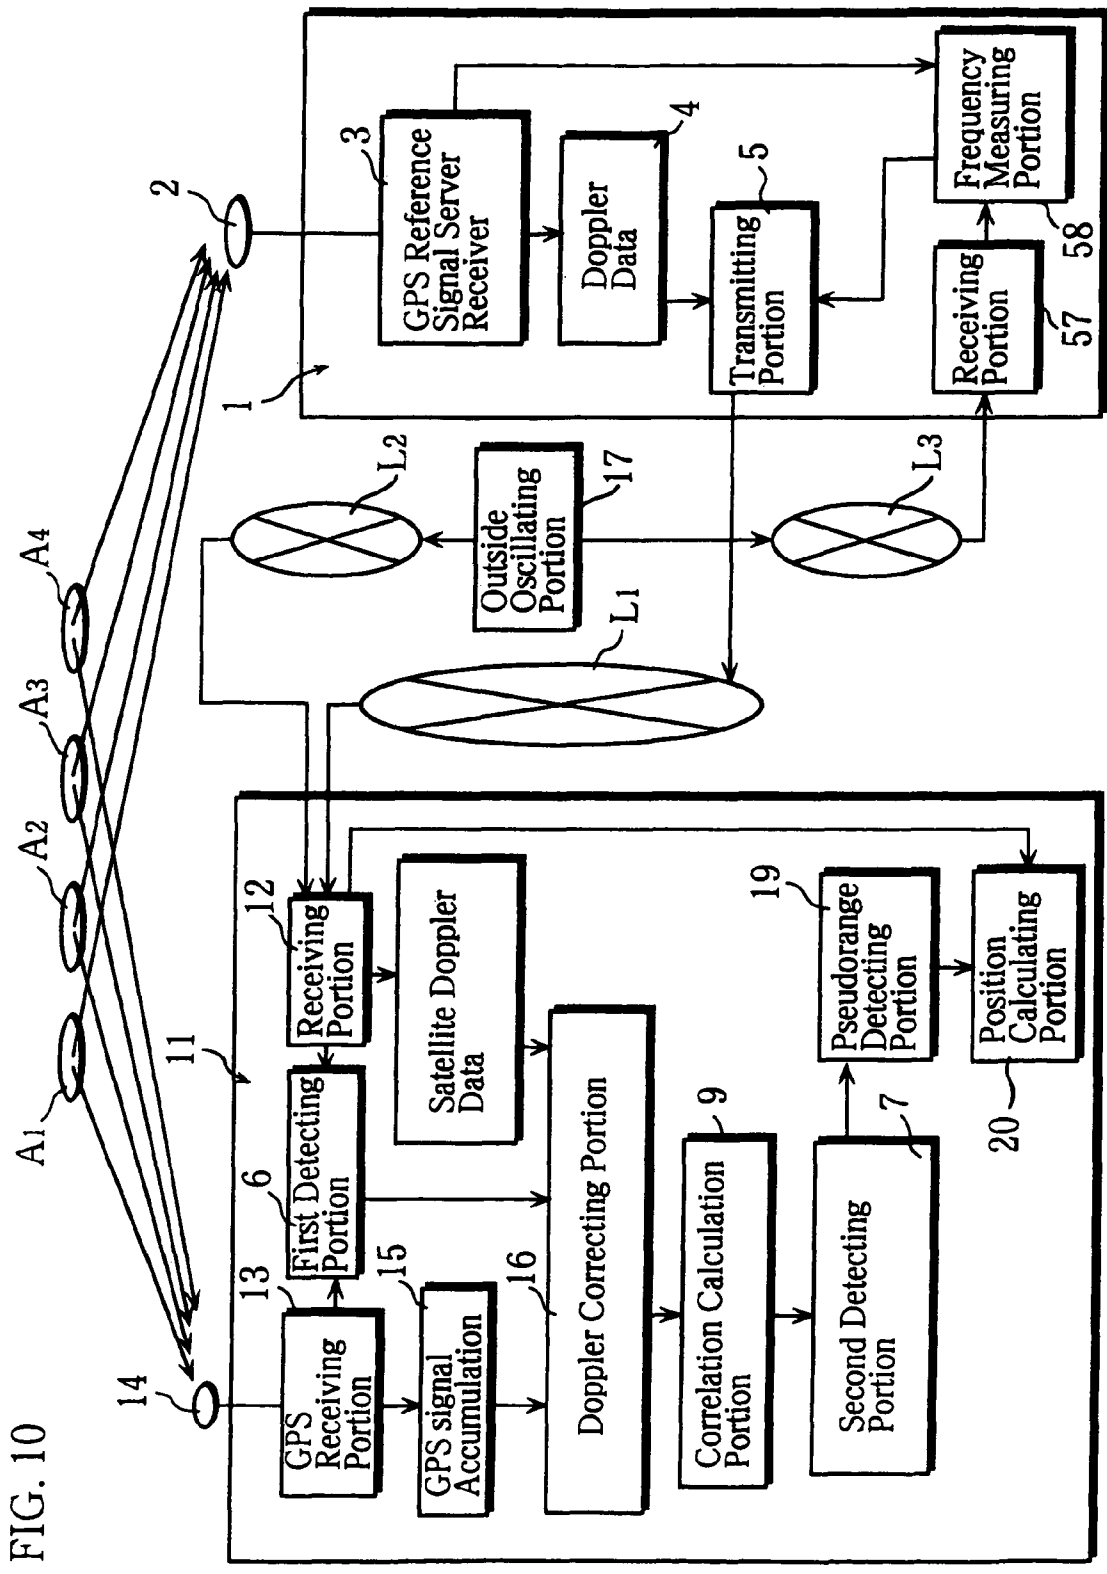 FIG. 10
A1
A2
A3
A4
14
2
11
1
13
GPS
Receiving
Portion
6
First Detecting
Portion
12
Receiving
Portion
15
GPS signal
Accumulation
Satellite Doppler
Data
16
Doppler Correcting Portion
9
Correlation Calculation
Portion
7
Second Detecting
Portion
19
Pseudorange
Detecting
Portion
20
Position
Calculating
Portion
L1
L2
L3
Outside
Oscillating
Portion
17
3
GPS Reference
Signal Server
Receiver
4
Doppler
Data
5
Transmitting
Portion
Receiving
Portion
57
Frequency
Measuring
Portion
58